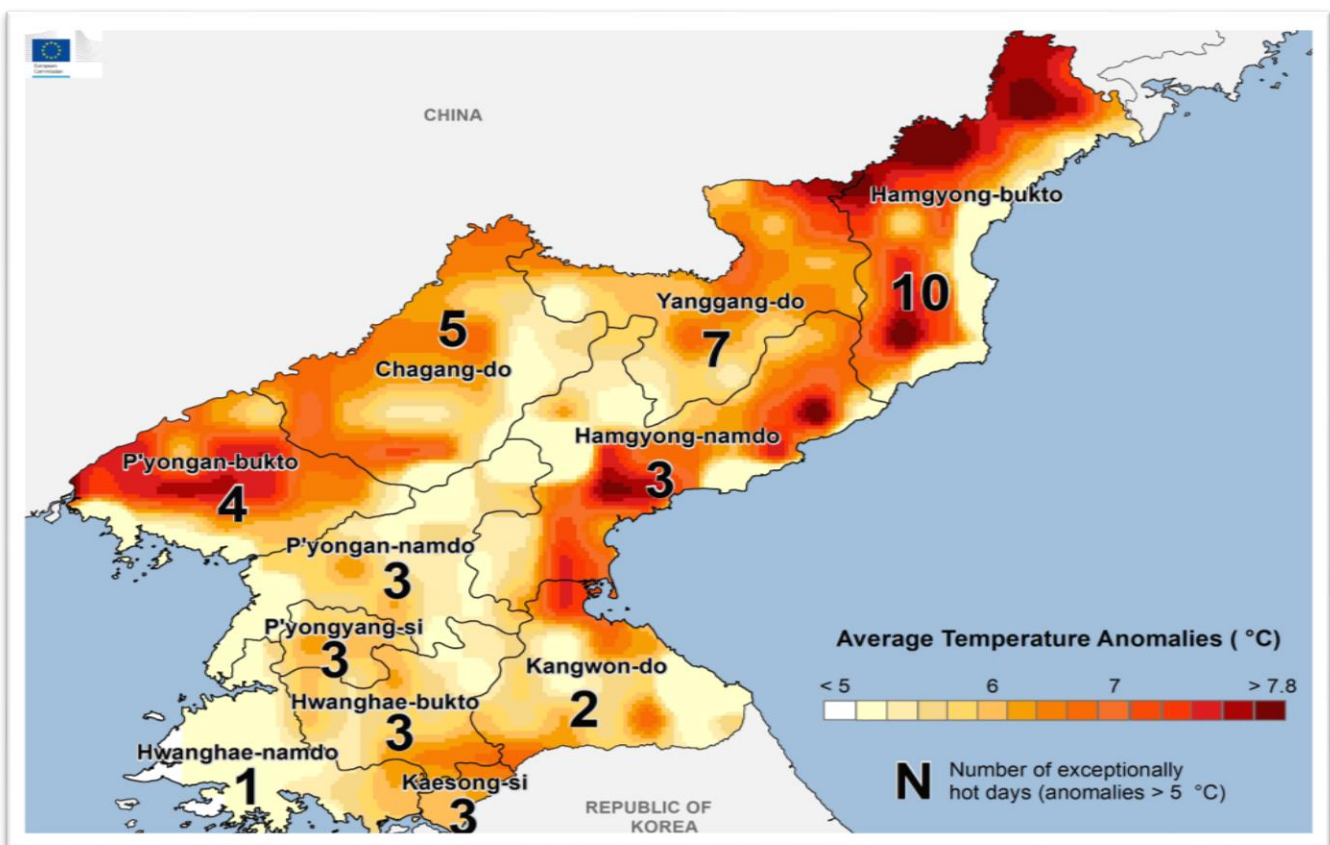 European
Commission
CHINA
Hamgyong-bukto
10
Yanggang-do
7
5
Chagang-do
Hamgyong-namdo
3
P'yongan-bukto
4
P'yongan-namdo
3
P'yongyang-si
3
Kangwon-do
2
Hwanghae-bukto
3
Hwanghae-namdo
1
Kaesong-si
3
REPUBLIC OF
KOREA
Average Temperature Anomalies ( °C)
< 5 6 7 > 7.8
N Number of exceptionally
hot days (anomalies > 5 °C)